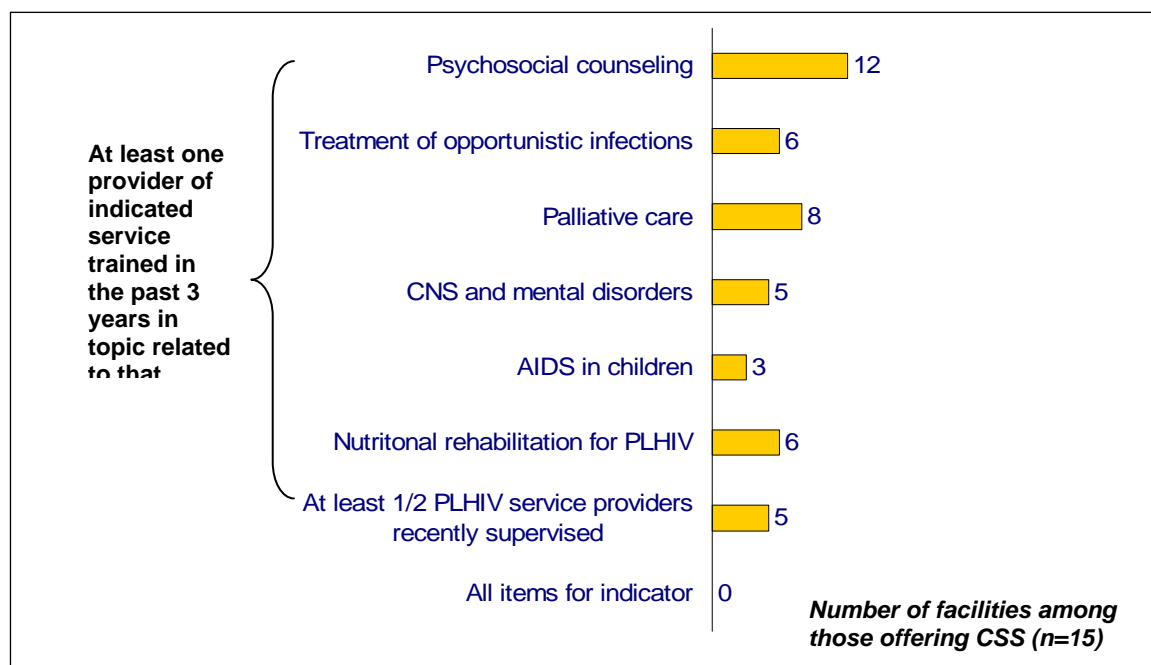 Psychosocial counseling
12
Treatment of opportunistic infections
6
At least one
provider of
indicated
service
trained in
the past 3
years in
topic related
to that
Palliative care
8
CNS and mental disorders
5
AIDS in children
3
Nutritonal rehabilitation for PLHIV
6
At least 1/2 PLHIV service providers
recently supervised
5
All items for indicator
0
Number of facilities among
those offering CSS (n=15)